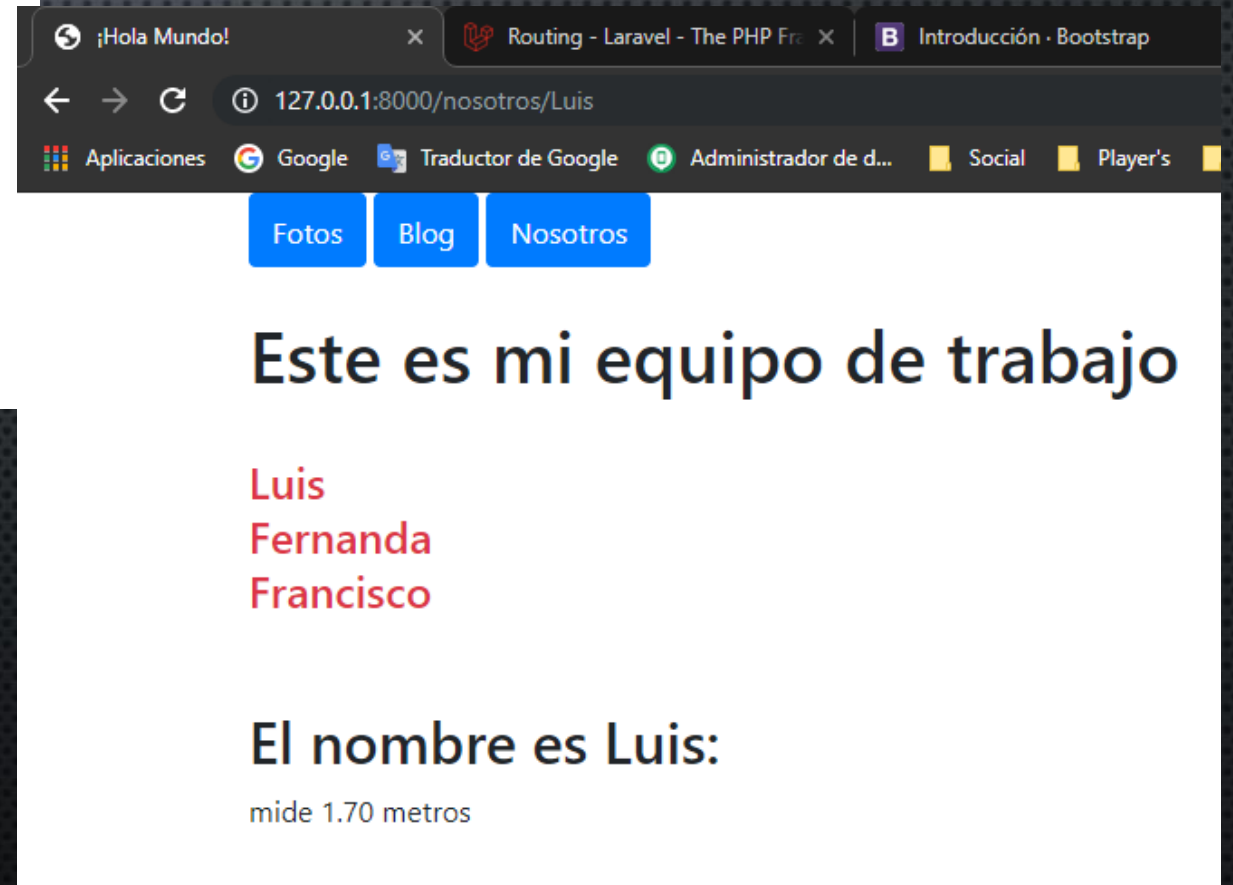 ¡Hola Mundo! Routing - Laravel - The PHP Fra Introducción · Bootstrap
127.0.0.1:8000/nosotros/Luis
Aplicaciones Google Traductor de Google Administrador de d... Social Player's
Fotos Blog Nosotros
Este es mi equipo de trabajo
Luis
Fernanda
Francisco
El nombre es Luis:
mide 1.70 metros